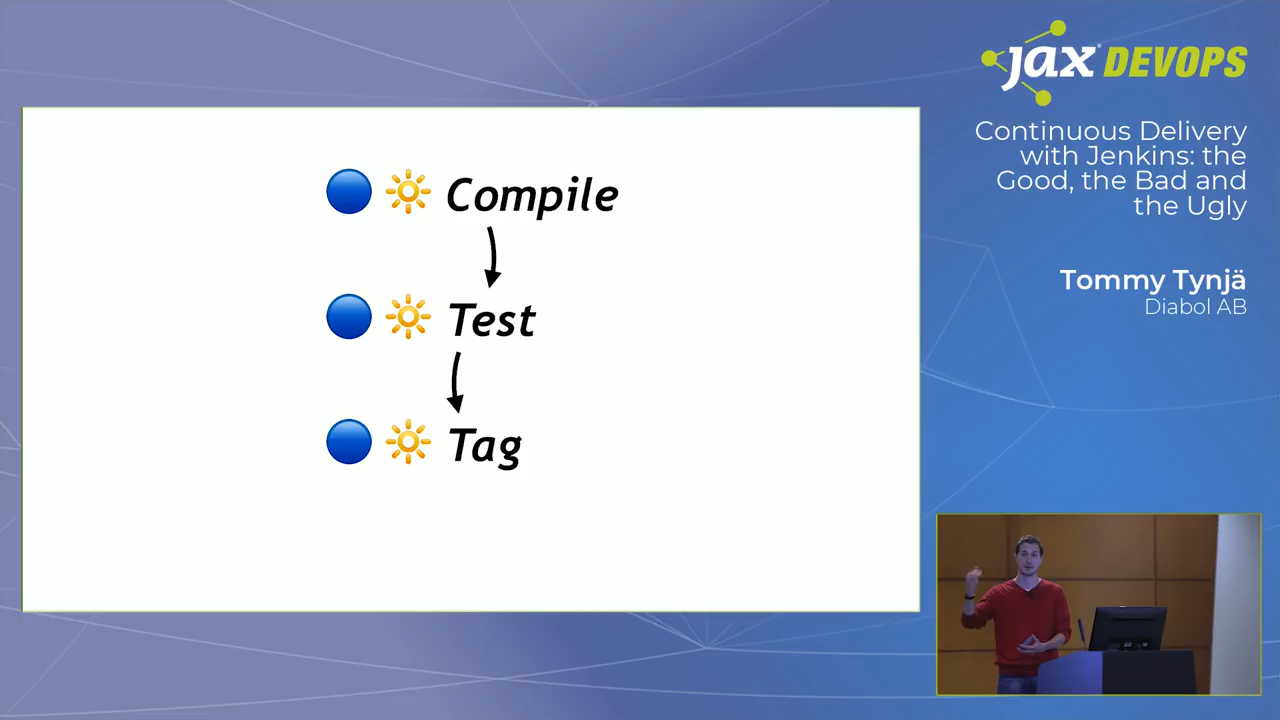 Compile
Test
Tag
JAX DEVOPS
Continuous Delivery
with Jenkins: the
Good, the Bad and
the Ugly
Tommy Tynjä
Diabol AB